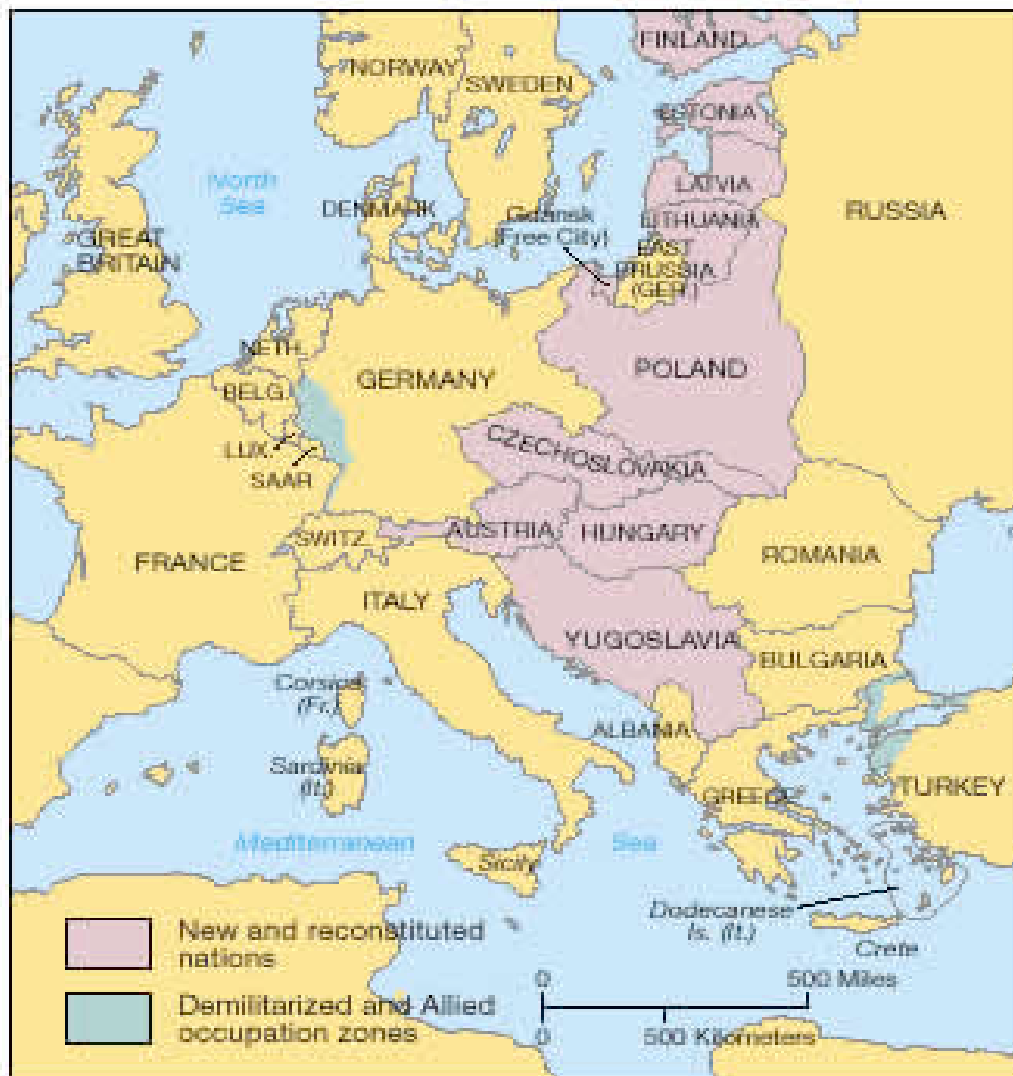 FINLAND
NORWAY
SWEDEN
ESTONIA
North
Sea
LATVIA
DENMARK
Gdansk
(Free City)
LITHUANIA
RUSSIA
GREAT
BRITAIN
EAST
PRUSSIA
(GER.)
NETH.
GERMANY
POLAND
BELG.
LUX.
SAAR
CZECHOSLOVAKIA
FRANCE
SWITZ.
AUSTRIA
HUNGARY
ROMANIA
ITALY
YUGOSLAVIA
BULGARIA
Corsica
(Fr.)
ALBANIA
Sardinia
(It.)
GREECE
TURKEY
Mediterranean
Sea
Sicily
Dodecanese
Is. (It.)
Crete
New and reconstituted
nations
Demilitarized and Allied
occupation zones
0
500 Miles
0
500 Kilometers